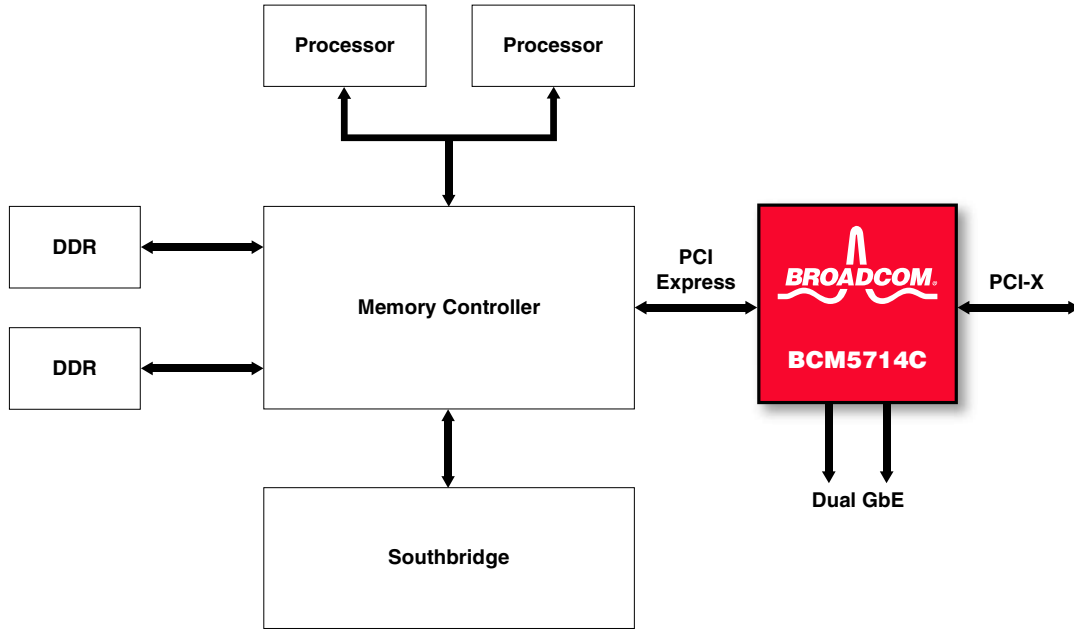 Processor
Processor
DDR
DDR
Memory Controller
PCI
Express
BROADCOM®
BCM5714C
PCI-X
Dual GbE
Southbridge